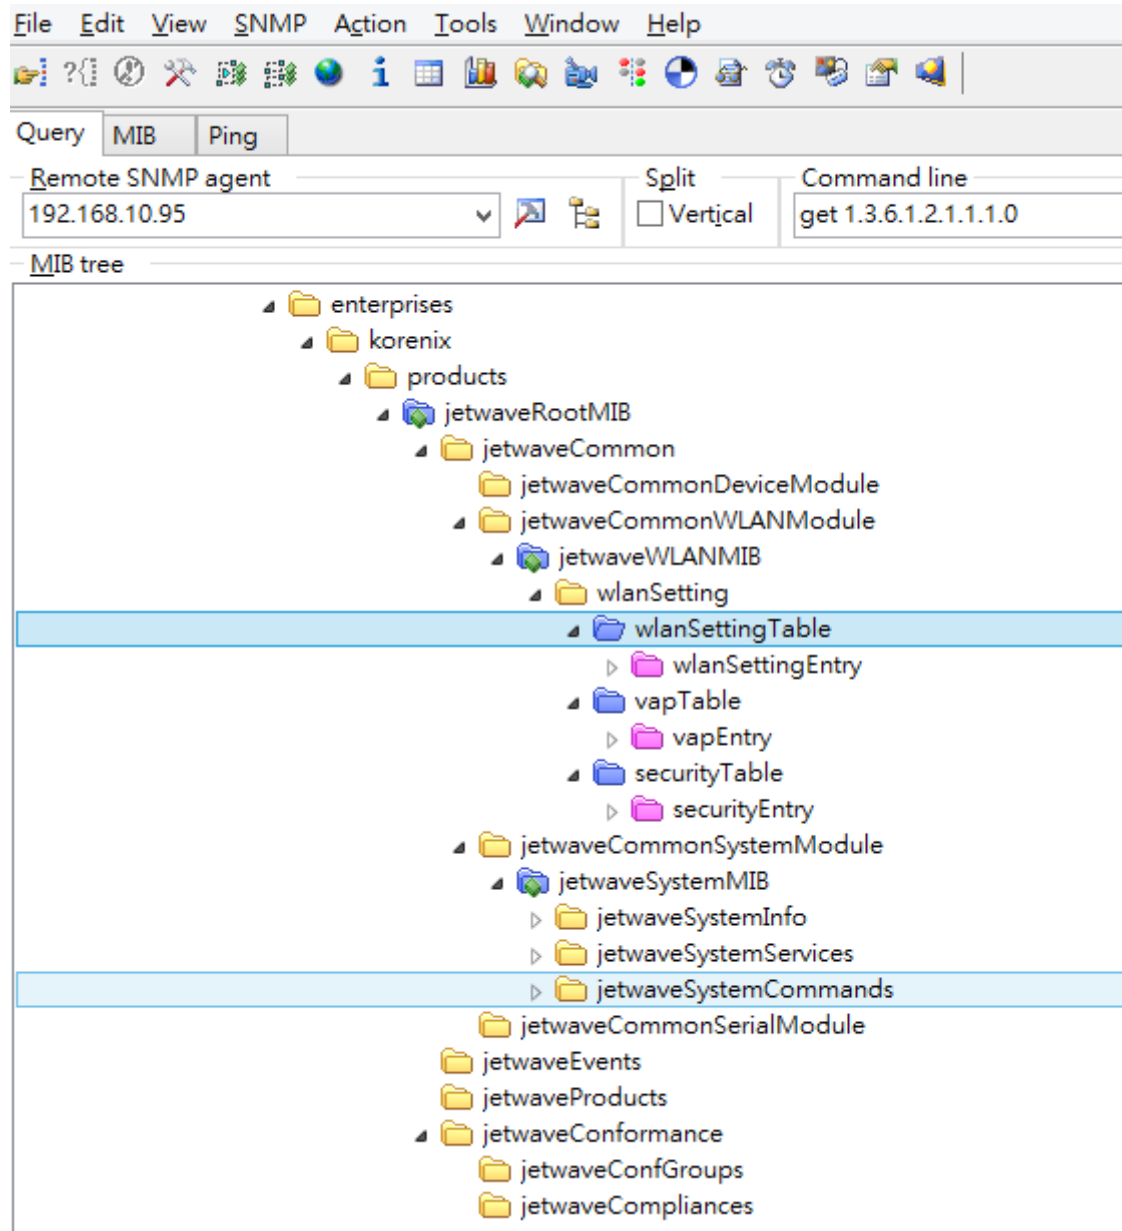 File Edit View SNMP Action Tools Window Help
Query MIB Ping
Remote SNMP agent Split Command line
192.168.10.95 Vertical get 1.3.6.1.2.1.1.1.0
MIB tree
enterprises
korenix
products
jetwaveRootMIB
jetwaveCommon
jetwaveCommonDeviceModule
jetwaveCommonWLANModule
jetwaveWLANMIB
wlanSetting
wlanSettingTable
wlanSettingEntry
vapTable
vapEntry
securityTable
securityEntry
jetwaveCommonSystemModule
jetwaveSystemMIB
jetwaveSystemInfo
jetwaveSystemServices
jetwaveSystemCommands
jetwaveCommonSerialModule
jetwaveEvents
jetwaveProducts
jetwaveConformance
jetwaveConfGroups
jetwaveCompliances